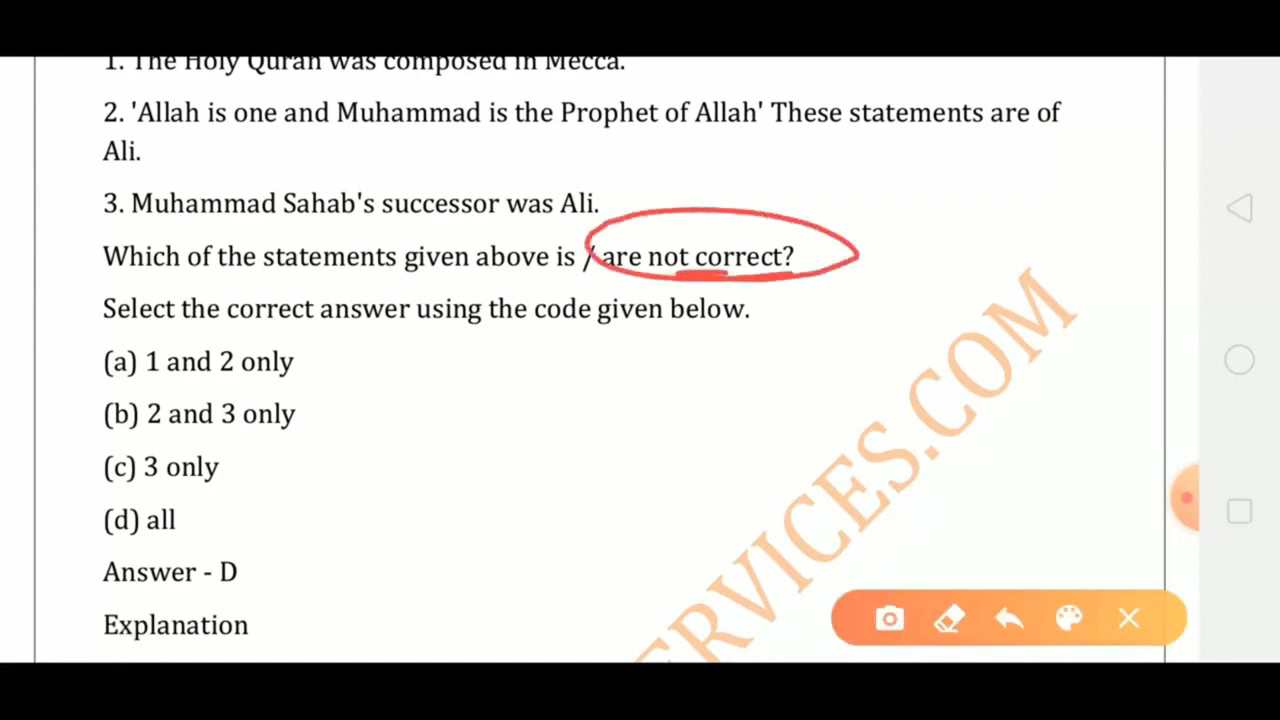 1. The Holy Quran was composed in Mecca.
2. 'Allah is one and Muhammad is the Prophet of Allah' These statements are of
Ali.
3. Muhammad Sahab's successor was Ali.
Which of the statements given above is / are not correct?
Select the correct answer using the code given below.
(a) 1 and 2 only
(b) 2 and 3 only
(c) 3 only
(d) all
Answer - D
Explanation
ERVICES.COM